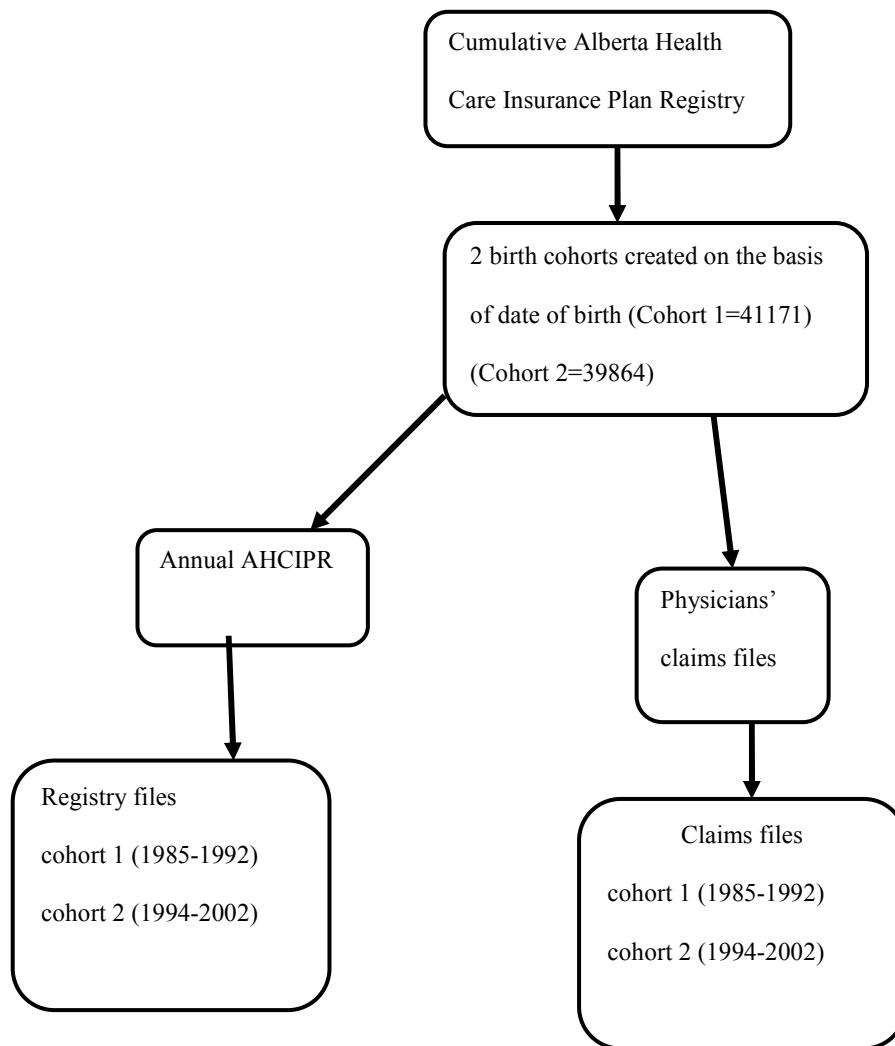 Cumulative Alberta Health
Care Insurance Plan Registry
2 birth cohorts created on the basis
of date of birth (Cohort 1=41171)
(Cohort 2=39864)
Annual AHCIPR
Physicians’
claims files
Registry files
cohort 1 (1985-1992)
cohort 2 (1994-2002)
Claims files
cohort 1 (1985-1992)
cohort 2 (1994-2002)